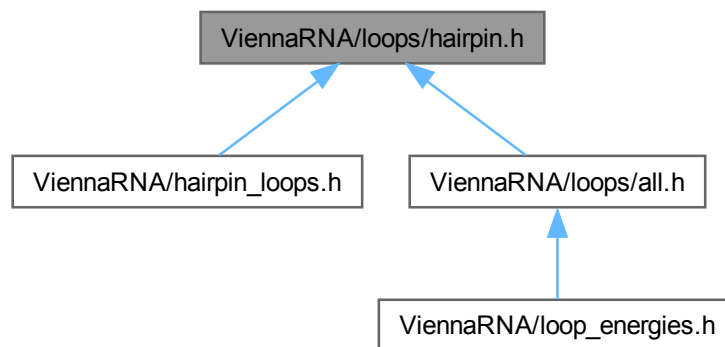 ViennaRNA/loops/hairpin.h
ViennaRNA/hairpin_loops.h
ViennaRNA/loops/all.h
ViennaRNA/loop_energies.h